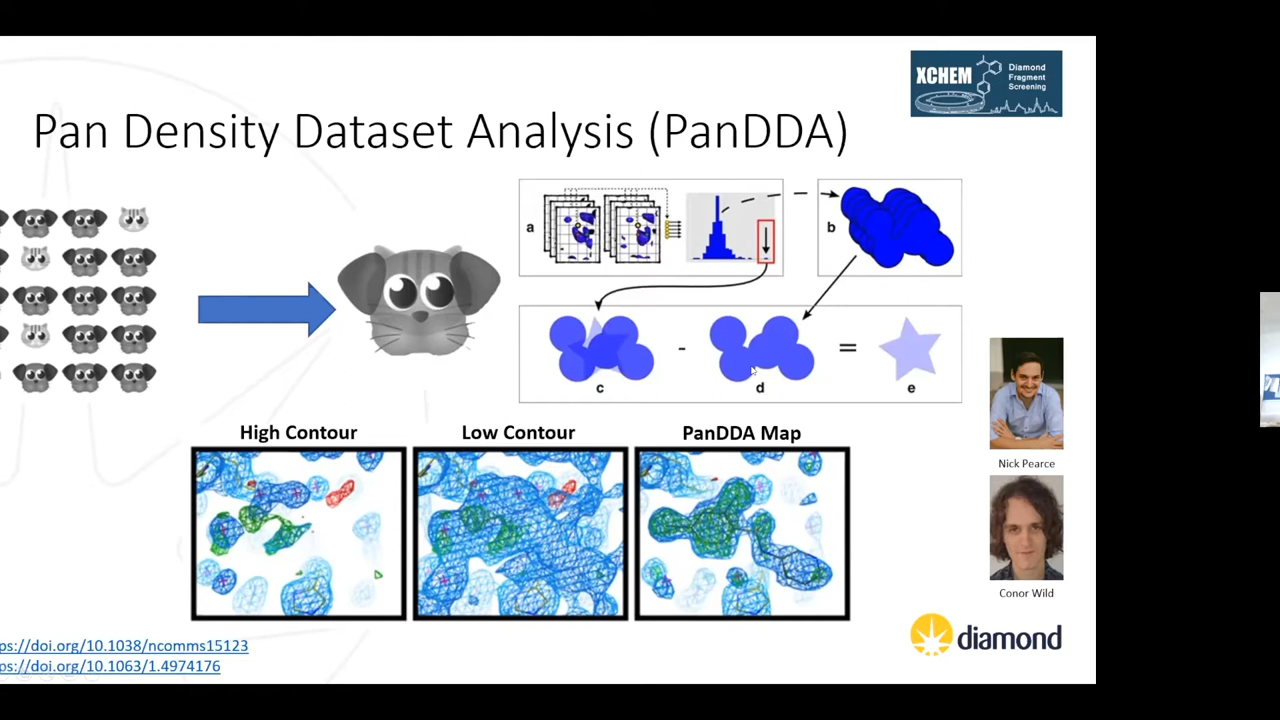 XCHEM
Diamond
Fragment
Screening
Pan Density Dataset Analysis (PanDDA)
a
b
-
=
c
d
e
High Contour
Low Contour
PanDDA Map
Nick Pearce
Conor Wild
ps://doi.org/10.1038/ncomms15123
ps://doi.org/10.1063/1.4974176
diamond